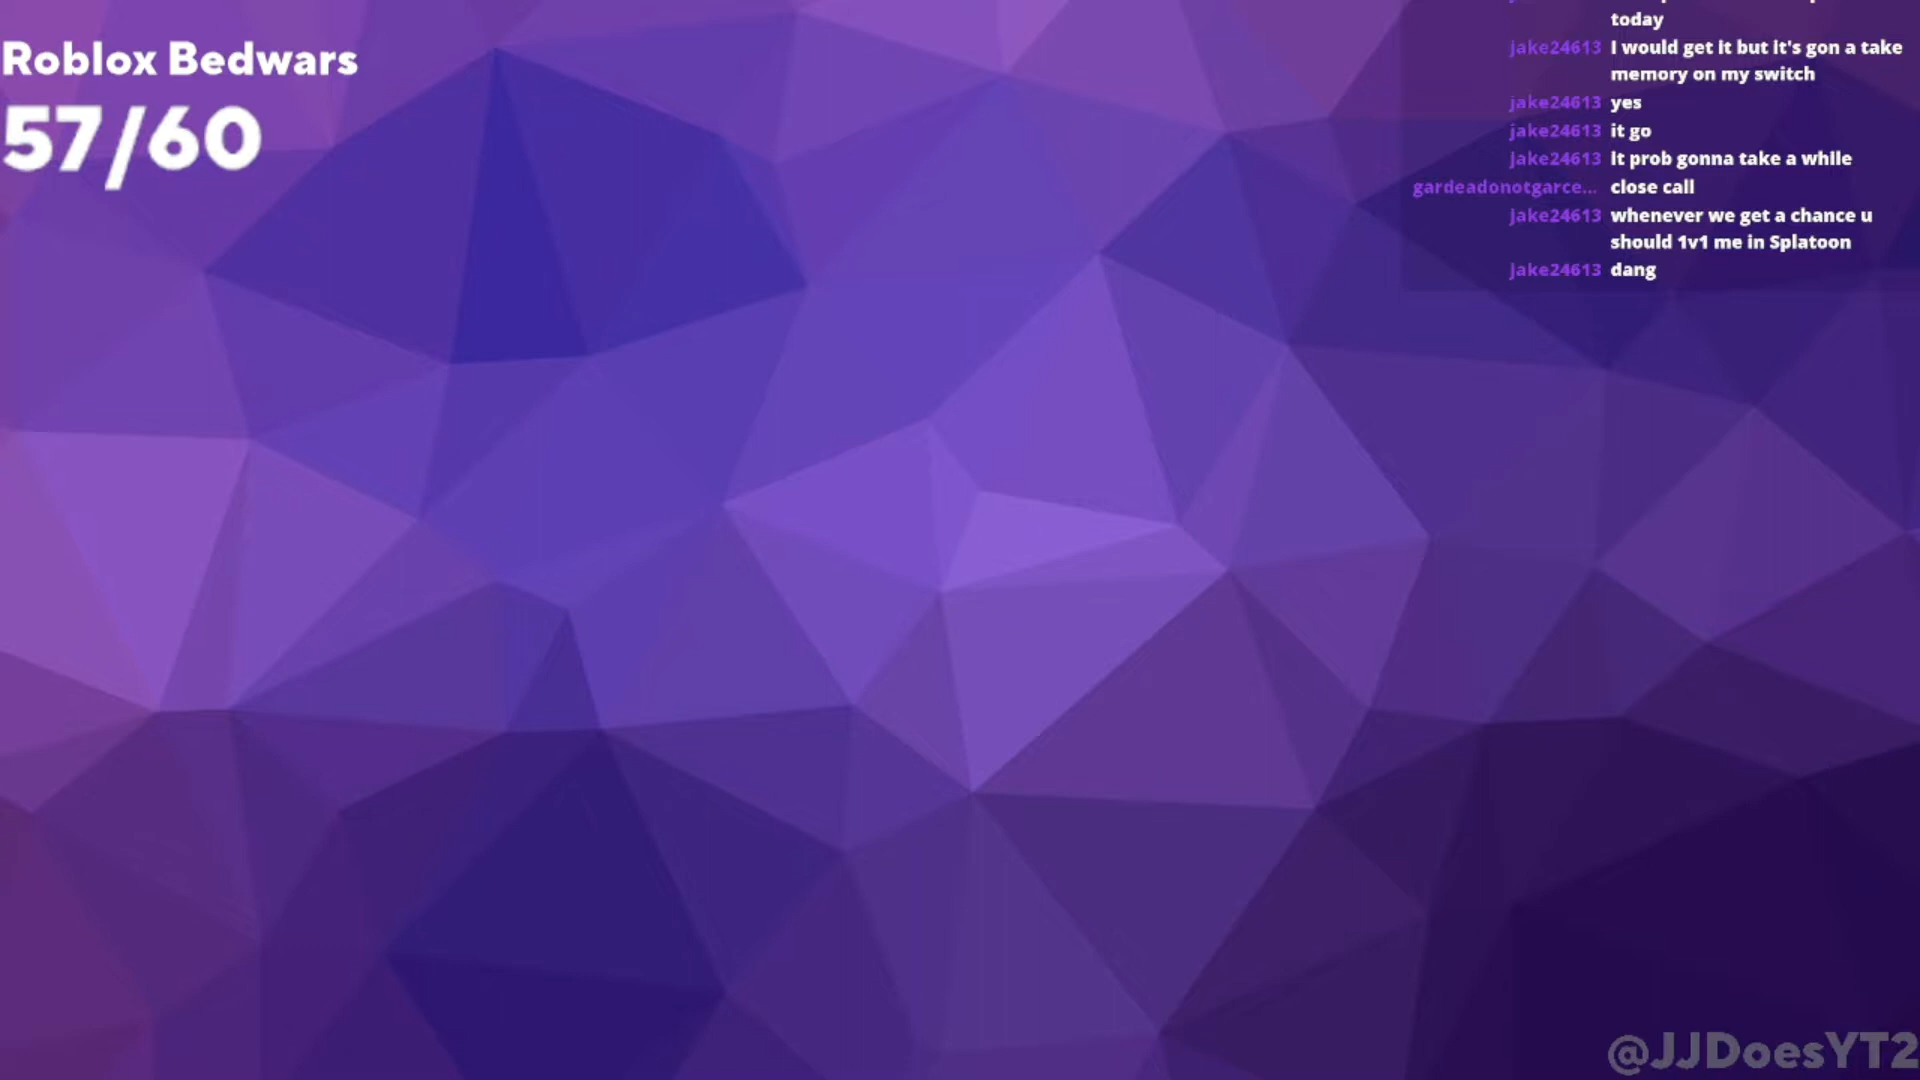 Roblox Bedwars
57/60
today
jake24613 I would get it but it's gon a take
memory on my switch
jake24613 yes
jake24613 it go
jake24613 It prob gonna take a while
gardeadonotgarce... close call
jake24613 whenever we get a chance u
should 1v1 me in Splatoon
jake24613 dang
@JJDoesYT2